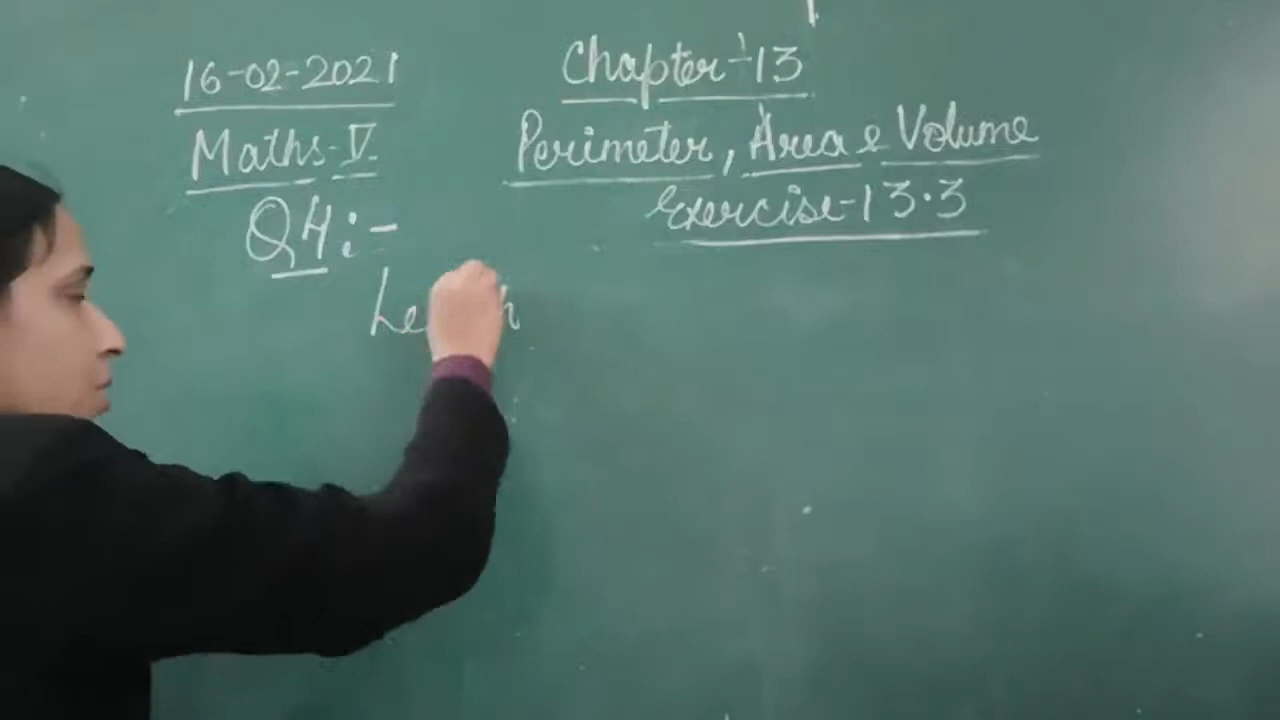 16-02-2021
Chapter-13
Maths-V
Perimeter, Area & Volume
Exercise-13.3
Q4:-